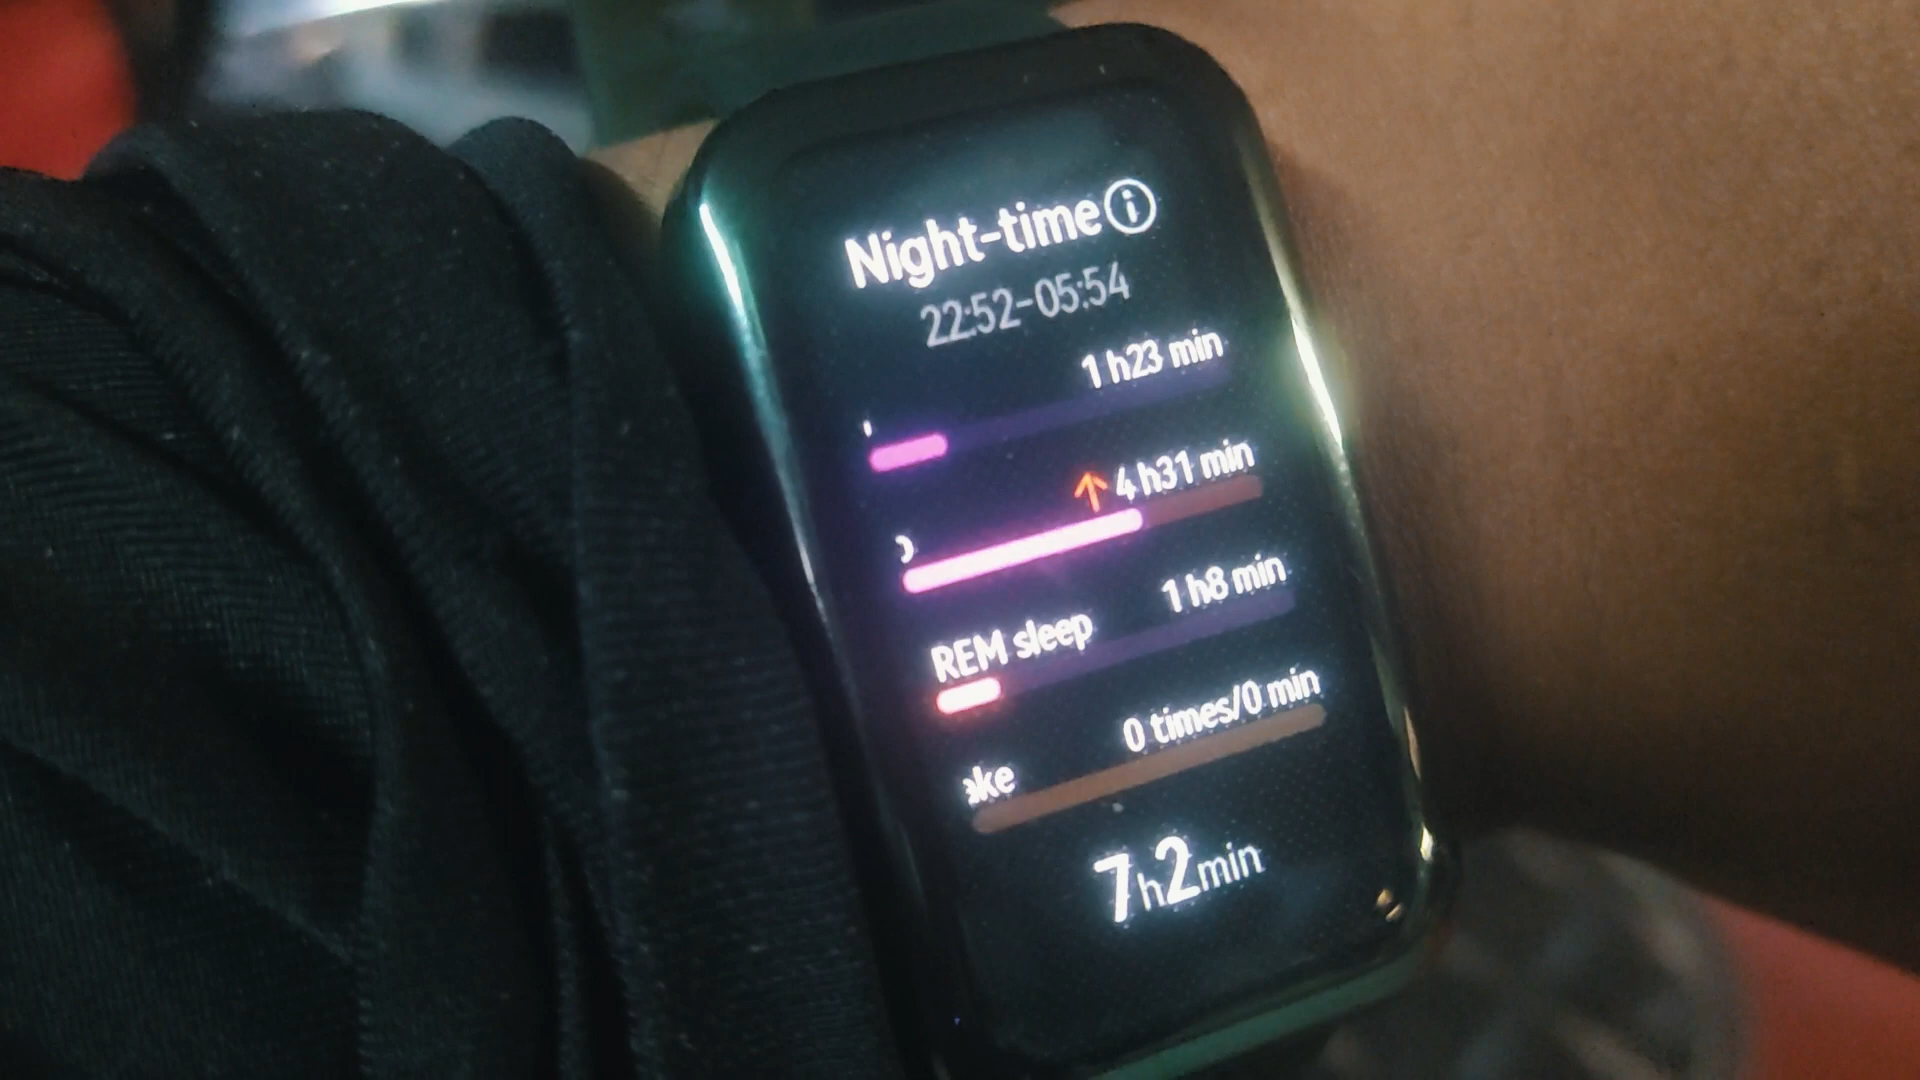 Night-time
22:52-05:54
1 h23 min
4 h31 min
1 h8 min
REM sleep
0 times/0 min
ake
7h2min